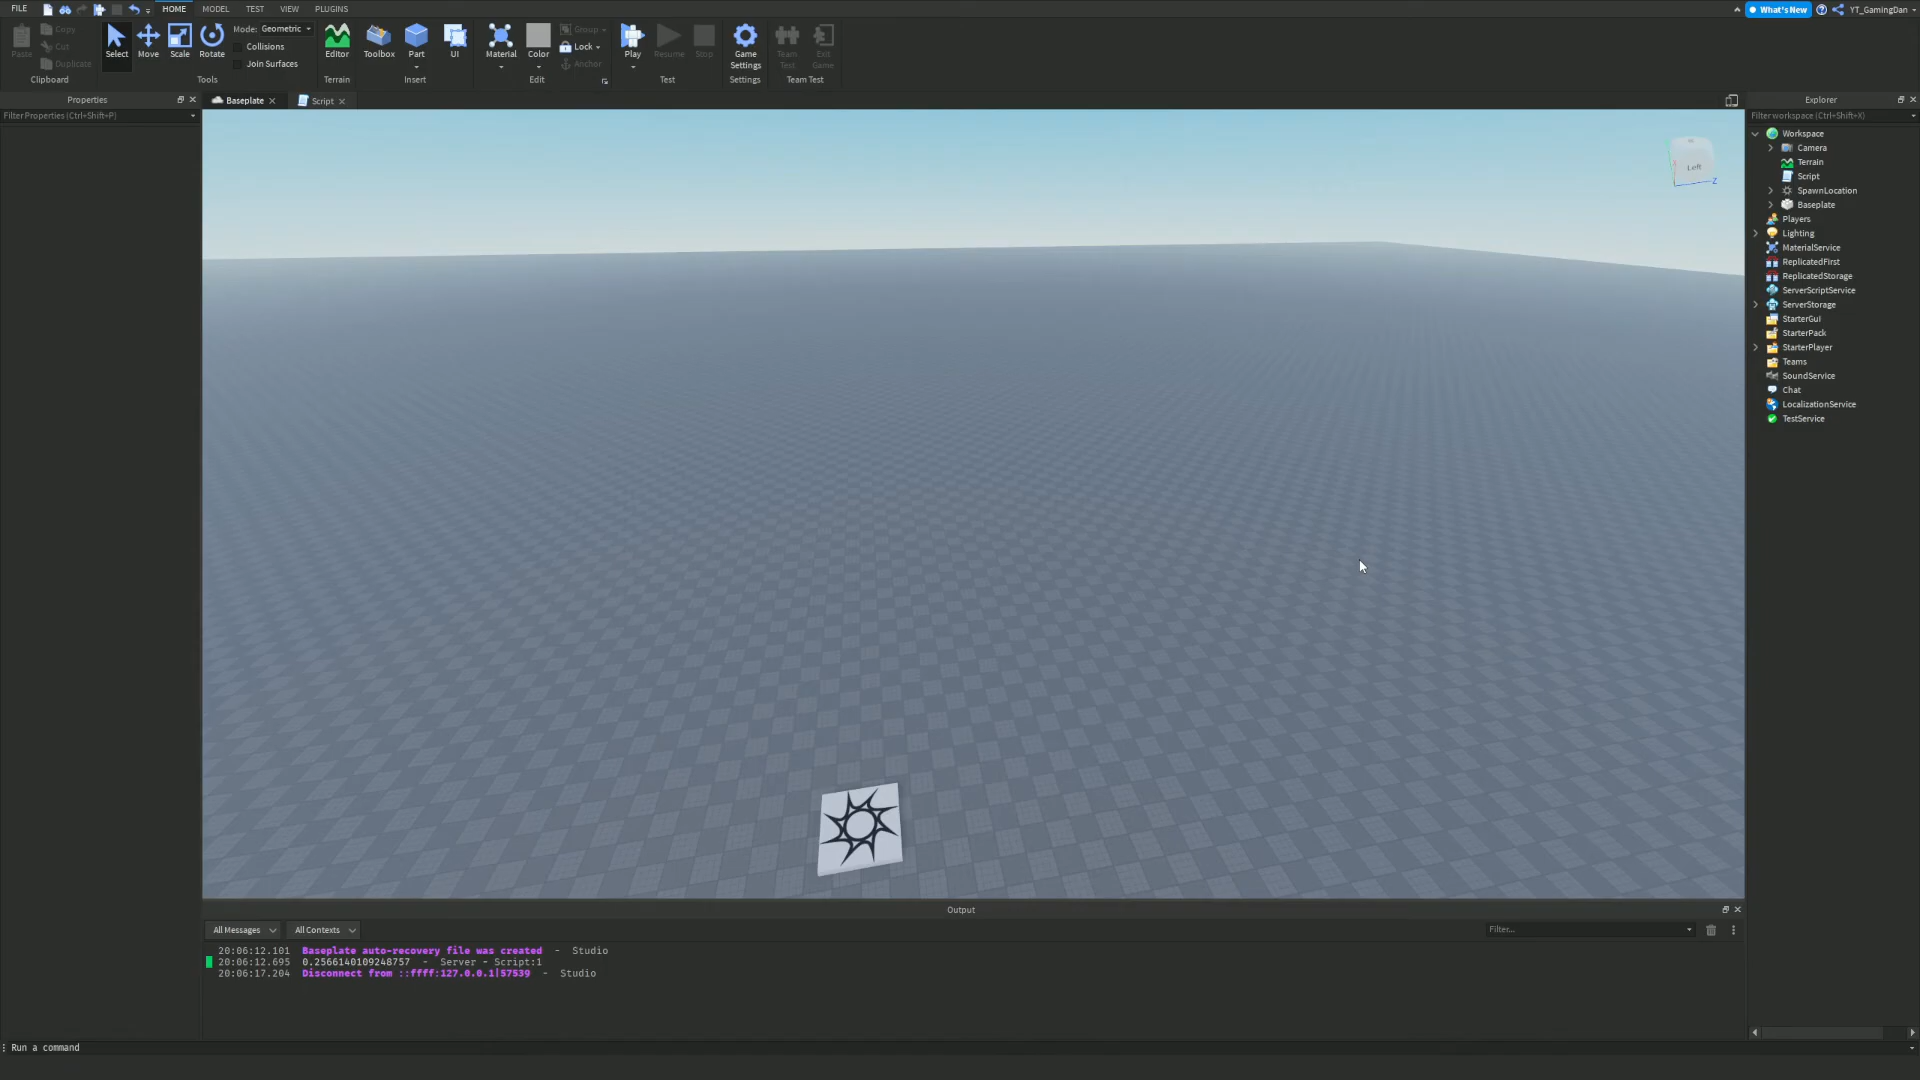 FILE HOME MODEL TEST VIEW PLUGINS What's New YT_GamingDan
Paste Copy Cut Duplicate Clipboard
Select Move Scale Rotate Mode: Geometric Collisions Join Surfaces Tools
Editor Terrain
Toolbox Part UI Insert
Material Color Group Lock Anchor Edit
Play Resume Stop Test
Game Settings Settings
Team Test Exit Game Team Test
Properties
Filter Properties (Ctrl+Shift+P)
Baseplate Script
Left
Z
Explorer
Filter workspace (Ctrl+Shift+X)
Workspace
Camera
Terrain
Script
SpawnLocation
Baseplate
Players
Lighting
MaterialService
ReplicatedFirst
ReplicatedStorage
ServerScriptService
ServerStorage
StarterGui
StarterPack
StarterPlayer
Teams
SoundService
Chat
LocalizationService
TestService
Output
All Messages All Contexts Filter...
20:06:12.101 Baseplate auto-recovery file was created - Studio
20:06:12.695 0.2566140109248757 - Server - Script:1
20:06:17.204 Disconnect from ::ffff:127.0.0.1|57539 - Studio
Run a command